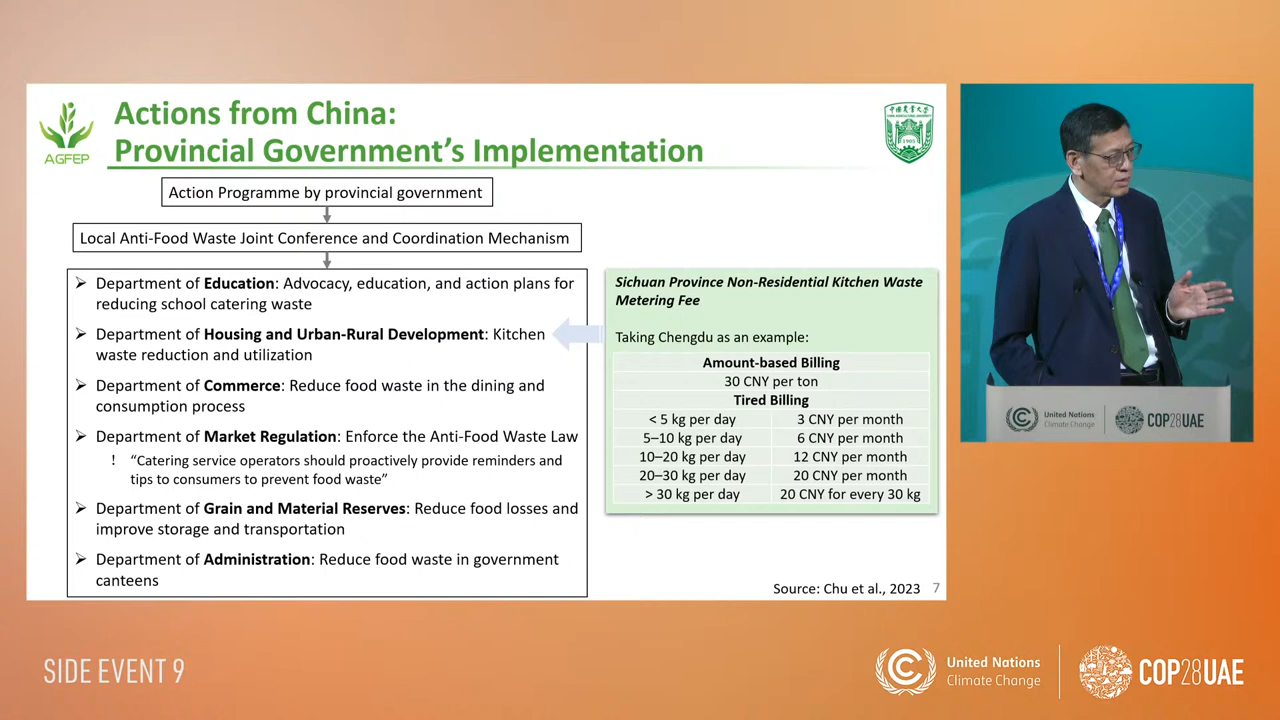 Actions from China:
Provincial Government's Implementation
AGFEP
1905
Action Programme by provincial government
Local Anti-Food Waste Joint Conference and Coordination Mechanism
➢ Department of Education: Advocacy, education, and action plans for
reducing school catering waste
➢ Department of Housing and Urban-Rural Development: Kitchen
waste reduction and utilization
➢ Department of Commerce: Reduce food waste in the dining and
consumption process
➢ Department of Market Regulation: Enforce the Anti-Food Waste Law
! “Catering service operators should proactively provide reminders and
tips to consumers to prevent food waste”
➢ Department of Grain and Material Reserves: Reduce food losses and
improve storage and transportation
➢ Department of Administration: Reduce food waste in government
canteens
Sichuan Province Non-Residential Kitchen Waste
Metering Fee
Taking Chengdu as an example:
Amount-based Billing
30 CNY per ton
Tired Billing
< 5 kg per day 3 CNY per month
5–10 kg per day 6 CNY per month
10–20 kg per day 12 CNY per month
20–30 kg per day 20 CNY per month
> 30 kg per day 20 CNY for every 30 kg
Source: Chu et al., 2023 7
United Nations
Climate Change
COP28UAE
SIDE EVENT 9
United Nations
Climate Change
COP28UAE